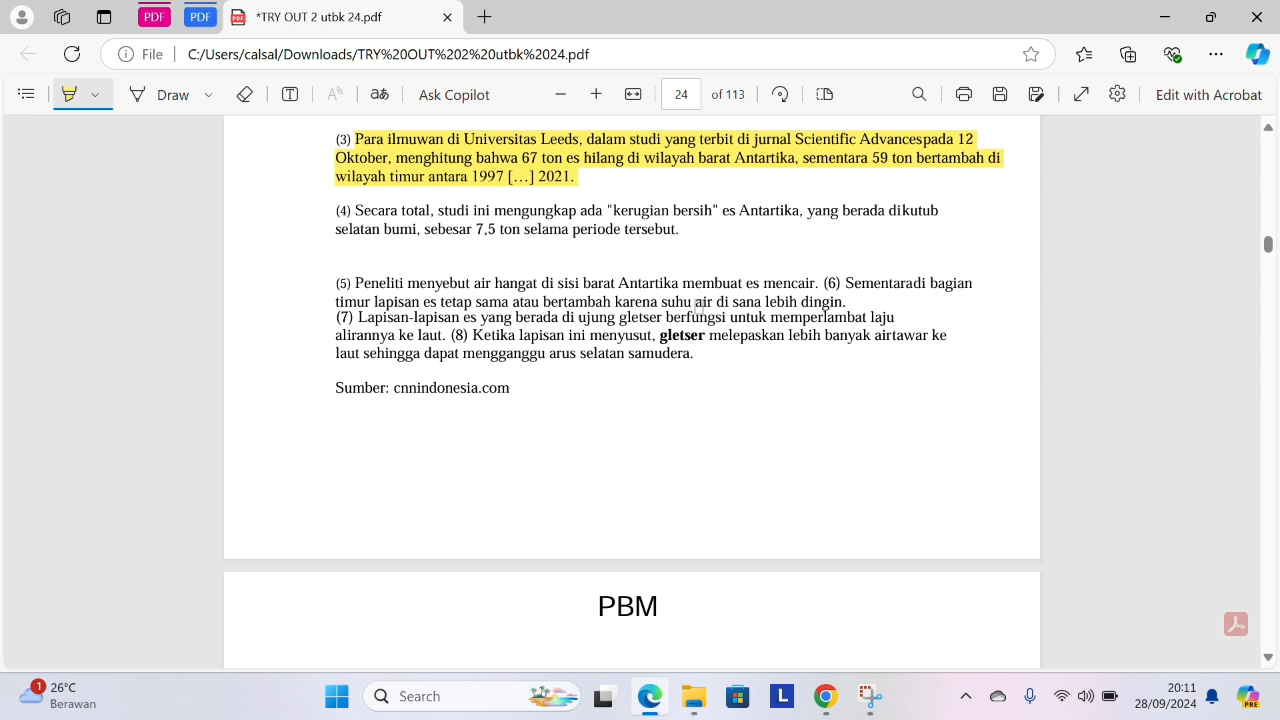 PDF
PDF
*TRY OUT 2 utbk 24.pdf
File
C:/Users/calsal/Downloads/TRY%20OUT%202%20utbk%2024.pdf
Draw
aあ
Ask Copilot
24
of 113
Edit with Acrobat
(3) Para ilmuwan di Universitas Leeds, dalam studi yang terbit di jurnal Scientific Advancespada 12
Oktober, menghitung bahwa 67 ton es hilang di wilayah barat Antartika, sementara 59 ton bertambah di
wilayah timur antara 1997 […] 2021.
(4) Secara total, studi ini mengungkap ada "kerugian bersih" es Antartika, yang berada dikutub
selatan bumi, sebesar 7,5 ton selama periode tersebut.
(5) Peneliti menyebut air hangat di sisi barat Antartika membuat es mencair. (6) Sementaradi bagian
timur lapisan es tetap sama atau bertambah karena suhu air di sana lebih dingin.
(7) Lapisan-lapisan es yang berada di ujung gletser berfungsi untuk memperlambat laju
alirannya ke laut. (8) Ketika lapisan ini menyusut, gletser melepaskan lebih banyak airtawar ke
laut sehingga dapat mengganggu arus selatan samudera.
Sumber: cnnindonesia.com
PBM
1
26°C
Berawan
Search
L
20:11
28/09/2024
PRE